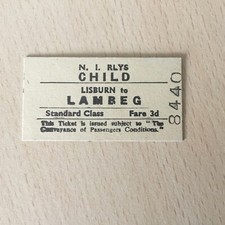 N. I. RLYS
CHILD
LISBURN to
LAMBEG
Standard Class Fare 3d
This Ticket is issued subject to "The
Conveyance of Passengers Conditions."
8440